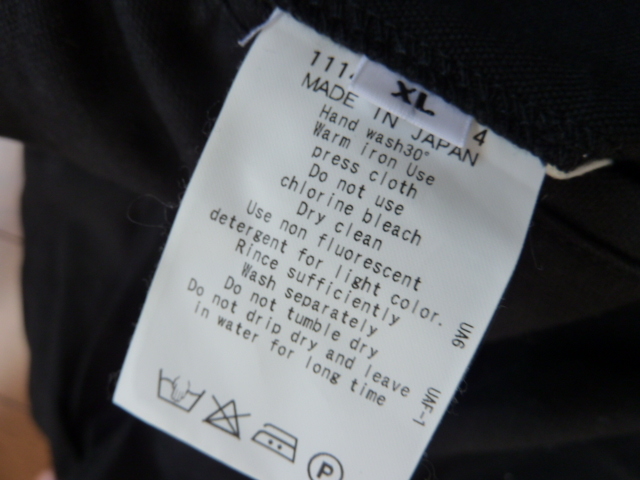 111
XL
4
MADE IN JAPAN
Hand wash30°
Warm iron Use
press cloth
Do not use
chlorine bleach
Dry clean
Use non fluorescent
detergent for light color.
Rince sufficiently
Wash separately
Do not tumble dry
Do not drip dry and leave
in water for long time
UA6
UAF-1
P